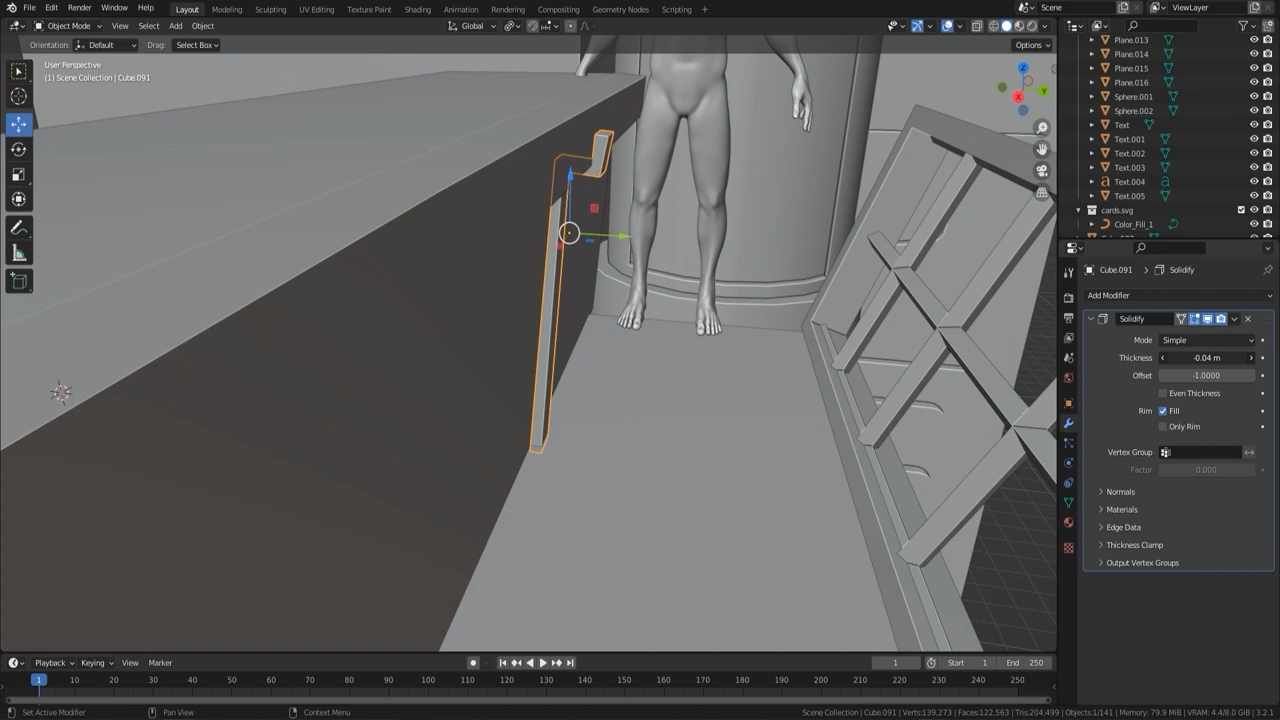 File Edit Render Window Help Layout Modeling Sculpting UV Editing Texture Paint Shading Animation Rendering Compositing Geometry Nodes Scripting + Scene ViewLayer
Object Mode View Select Add Object Global
Orientation: Default Drag: Select Box Options
User Perspective
(1) Scene Collection | Cube.091
Z
Y
X
Plane.013
Plane.014
Plane.015
Plane.016
Sphere.001
Sphere.002
Text
Text.001
Text.002
Text.003
Text.004
Text.005
cards.svg
Color_Fill_1
Cube.091 > Solidify
Add Modifier
Solidify
Mode Simple
Thickness -0.04 m
Offset -1.0000
Even Thickness
Rim Fill
Only Rim
Vertex Group
Factor 0.000
Normals
Materials
Edge Data
Thickness Clamp
Output Vertex Groups
Playback Keying View Marker 1 Start 1 End 250
1 10 20 30 40 50 60 70 80 90 100 110 120 130 140 150 160 170 180 190 200 210 220 230 240 250
Set Active Modifier Pan View Context Menu Scene Collection | Cube.091 | Verts:139,273 | Faces:122,563 | Tris:204,499 | Objects:1/141 | Memory: 79.9 MiB | VRAM: 4.4/8.0 GiB | 3.2.1